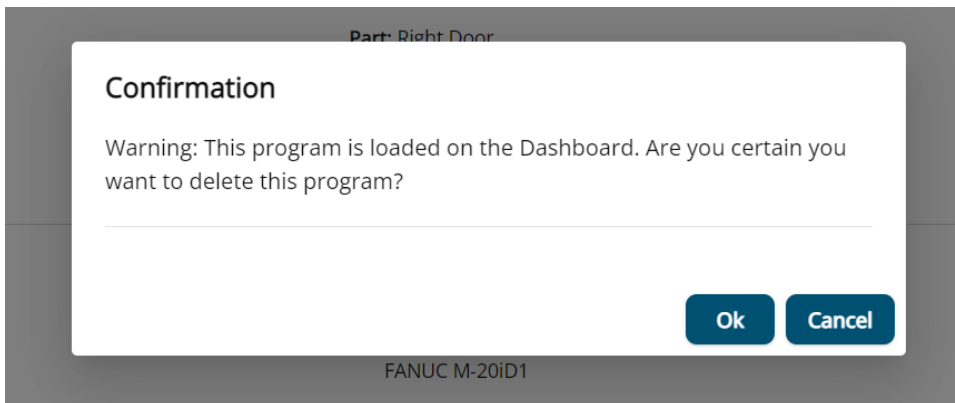 Part: Right Door
Confirmation
Warning: This program is loaded on the Dashboard. Are you certain you
want to delete this program?
Ok Cancel
FANUC M-20iD1